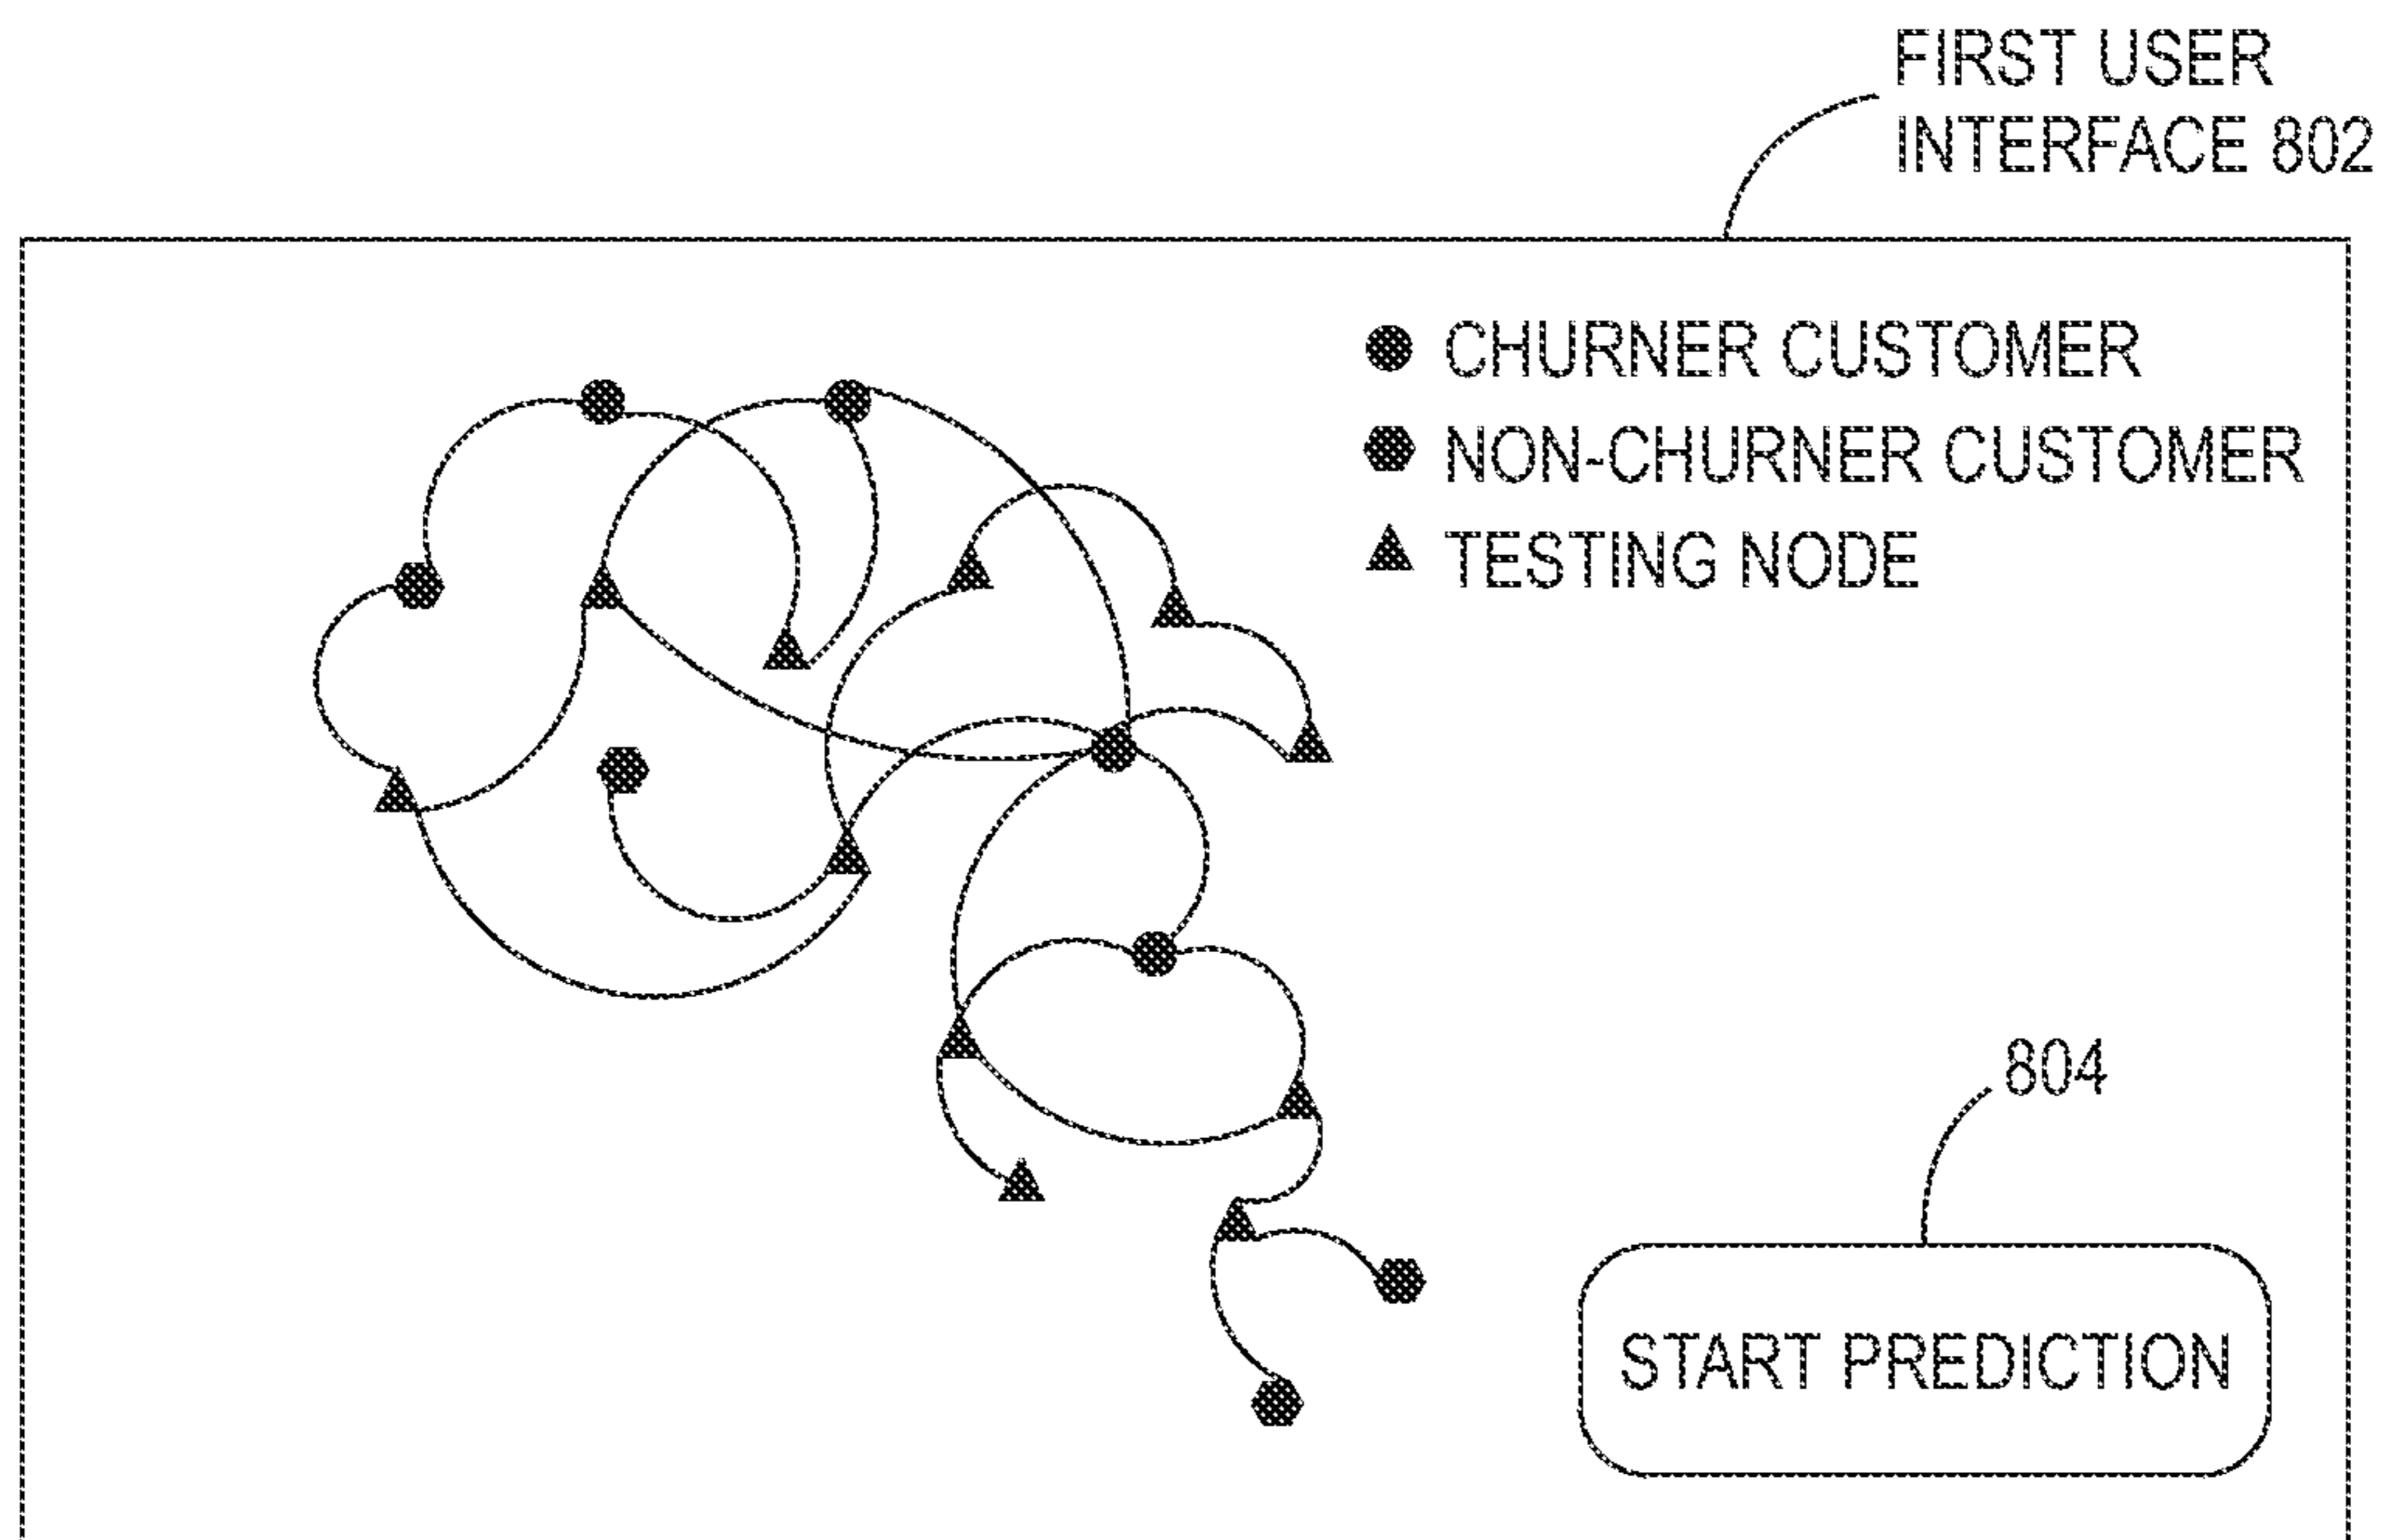 FIRST USER
INTERFACE 802
CHURNER CUSTOMER
NON-CHURNER CUSTOMER
TESTING NODE
804
START PREDICTION